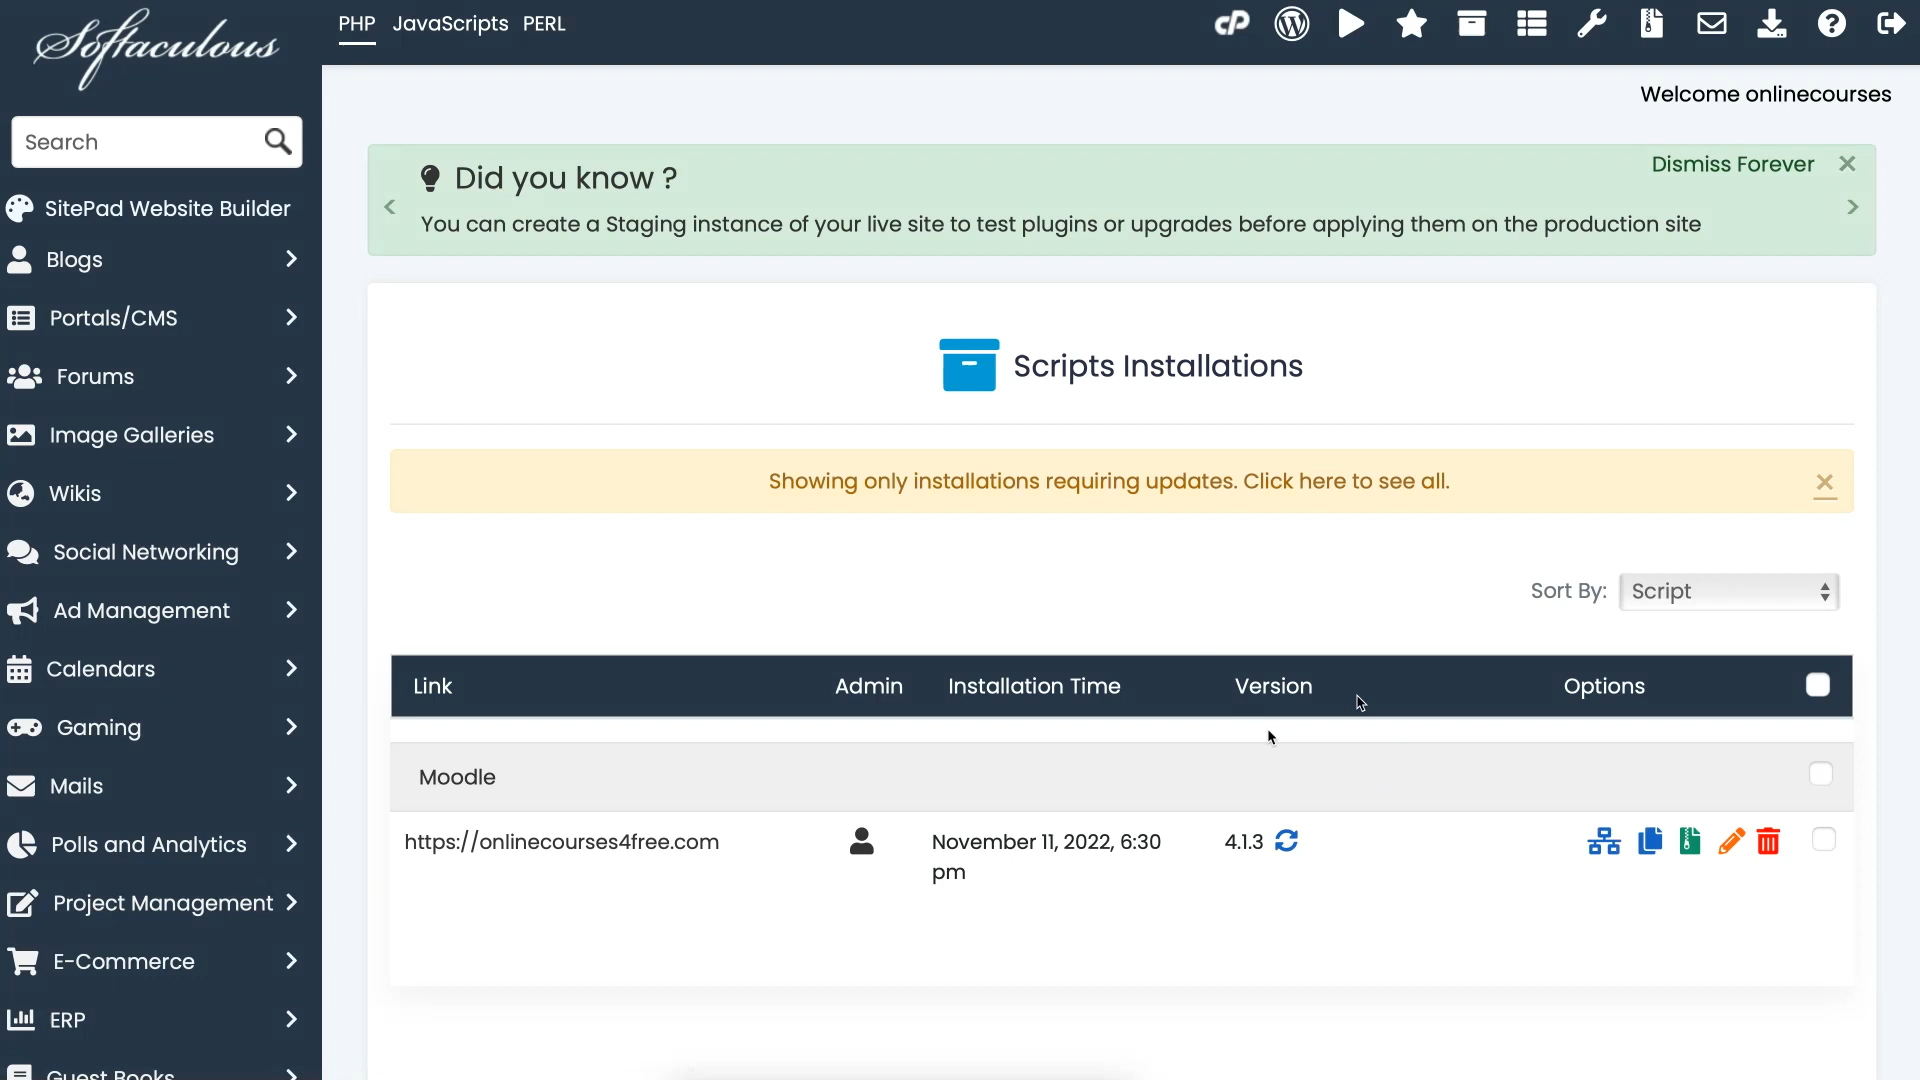 Softaculous
PHP JavaScripts PERL
cP
Welcome onlinecourses
Search
SitePad Website Builder
Blogs
Portals/CMS
Forums
Image Galleries
Wikis
Social Networking
Ad Management
Calendars
Gaming
Mails
Polls and Analytics
Project Management
E-Commerce
ERP
Guest Books
Did you know ?
Dismiss Forever
You can create a Staging instance of your live site to test plugins or upgrades before applying them on the production site
Scripts Installations
Showing only installations requiring updates. Click here to see all.
Sort By: Script
Link Admin Installation Time Version Options
Moodle
https://onlinecourses4free.com November 11, 2022, 6:30 4.1.3
pm